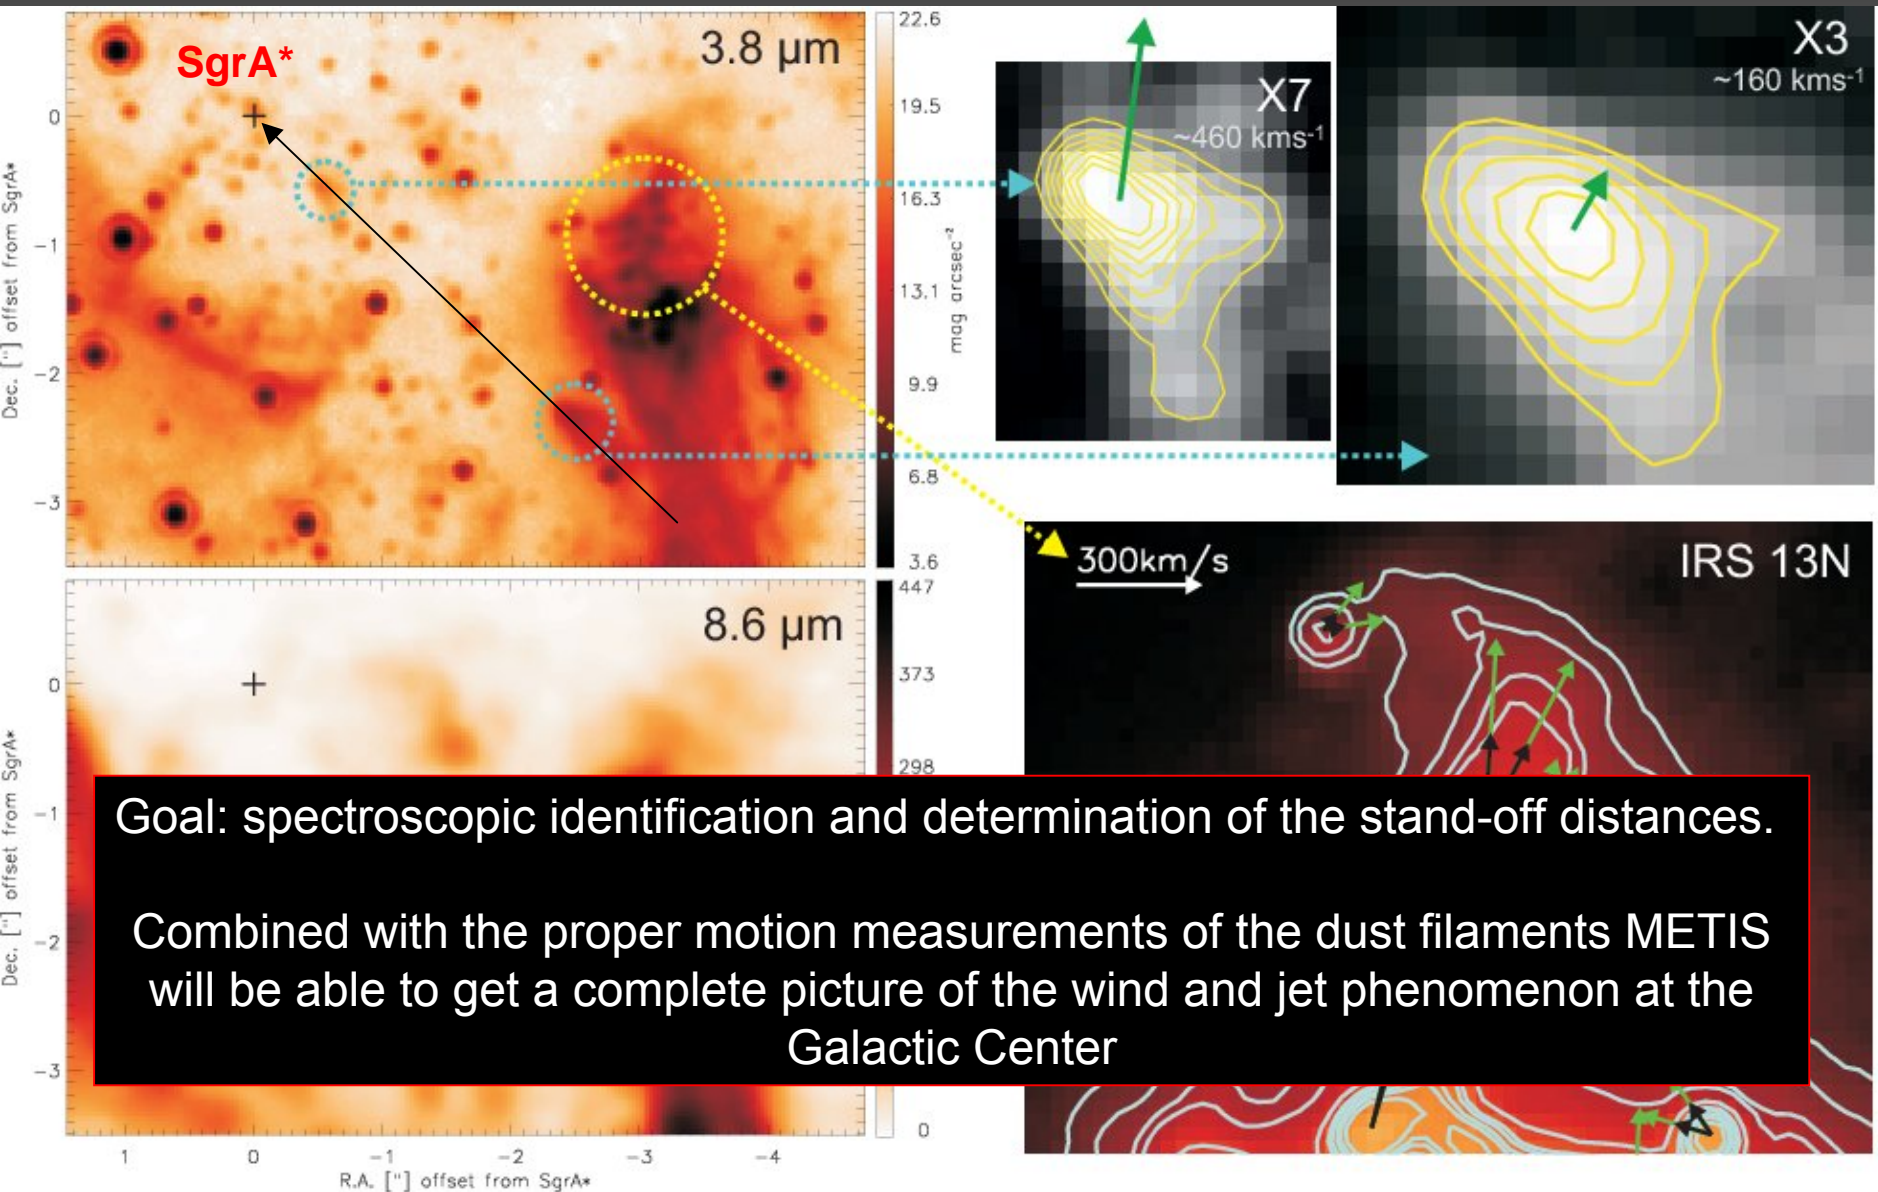 SgrA*
3.8 µm
0
−1
−2
−3
Dec. ["] offset from SgrA*
22.6
19.5
16.3
13.1
9.9
6.8
3.6
mag arcsec⁻²
X7
~460 kms⁻¹
X3
~160 kms⁻¹
300km/s
IRS 13N
8.6 µm
0
−1
−2
−3
Dec. ["] offset from SgrA*
447
373
298
0
1
0
−1
−2
−3
−4
R.A. ["] offset from SgrA*
Goal: spectroscopic identification and determination of the stand-off distances.
Combined with the proper motion measurements of the dust filaments METIS
will be able to get a complete picture of the wind and jet phenomenon at the
Galactic Center